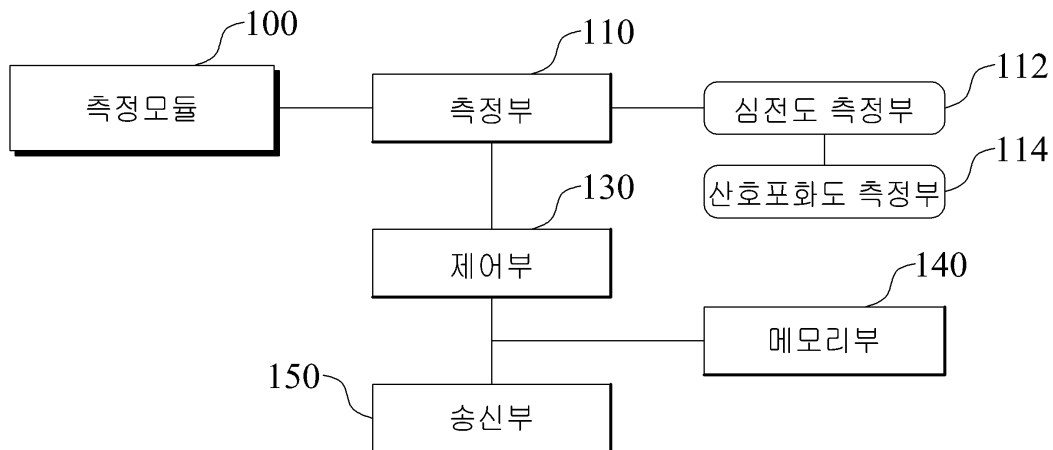 100
110
112
측정모듈
측정부
심전도 측정부
114
산호포화도 측정부
130
제어부
140
메모리부
150
송신부